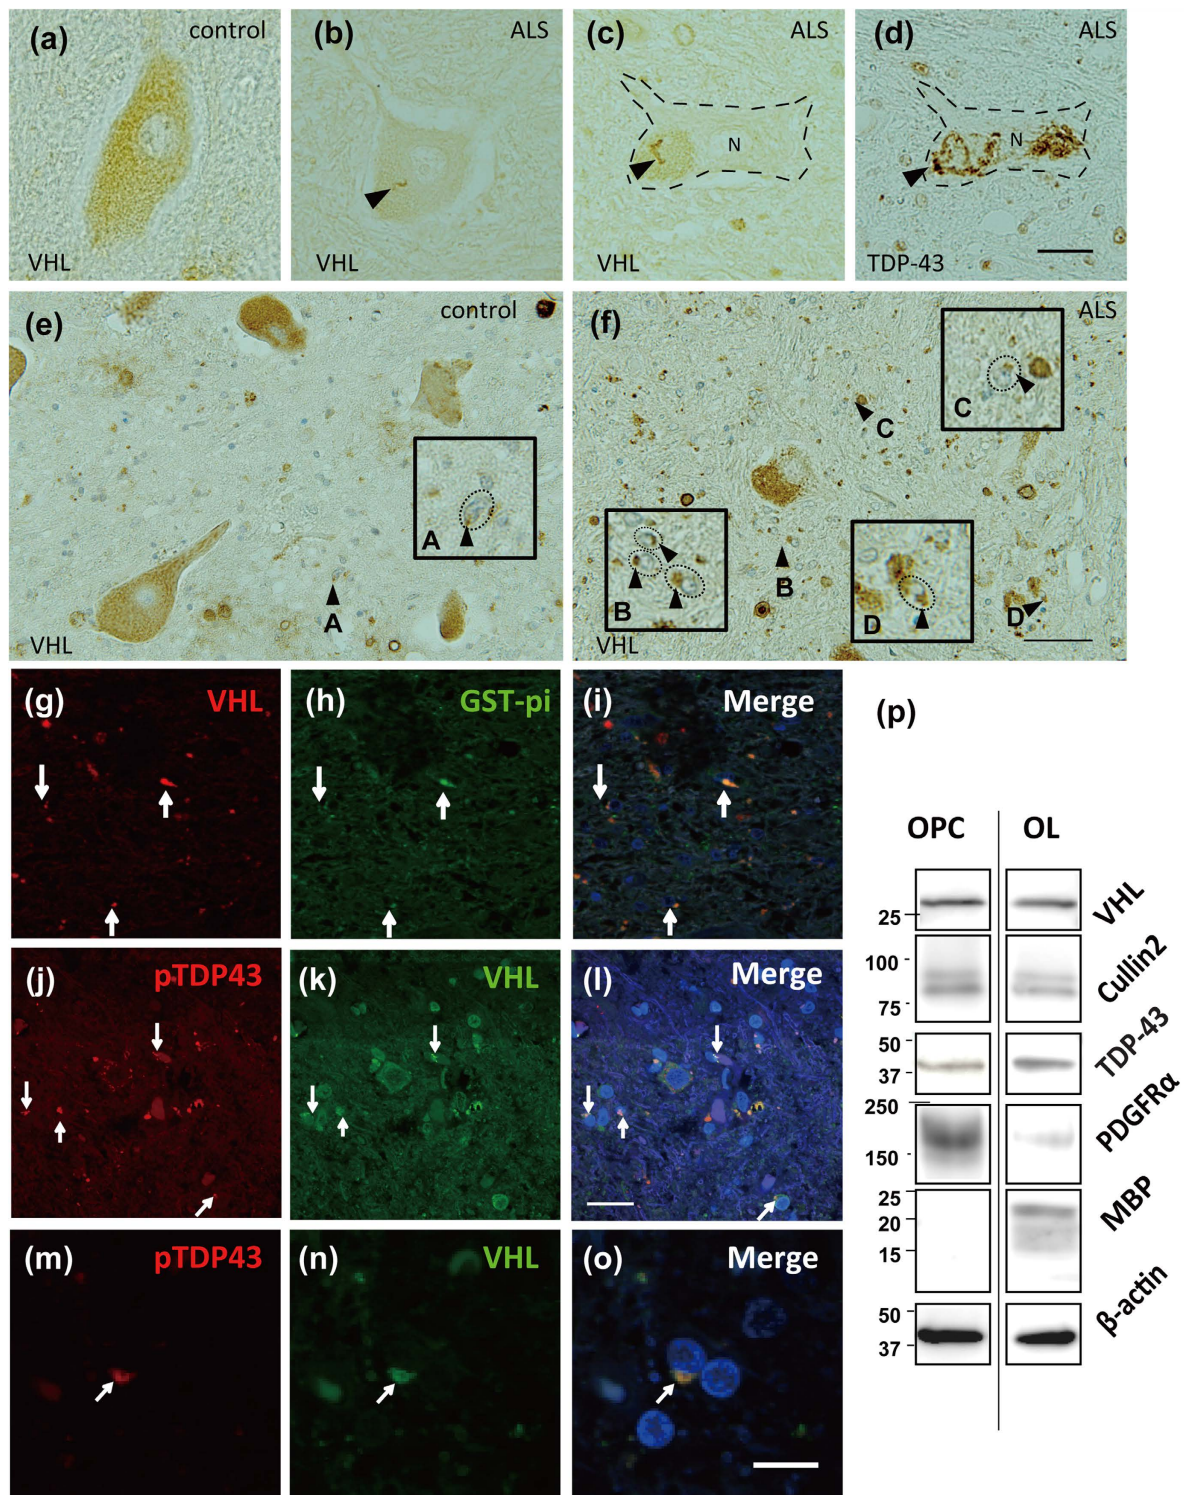 (a) control
VHL
(b) ALS
VHL
(c) ALS
N
VHL
(d) ALS
N
TDP-43
(e) control
A
A
VHL
(f) ALS
C
C
B
B
D
D
VHL
(g) VHL
(h) GST-pi
(i) Merge
(j) pTDP43
(k) VHL
(l) Merge
(m) pTDP43
(n) VHL
(o) Merge
(p)
OPC OL
25 VHL
100
75 Cullin2
50
37 TDP-43
250
150 PDGFRα
25
20
15 MBP
50
37 β-actin